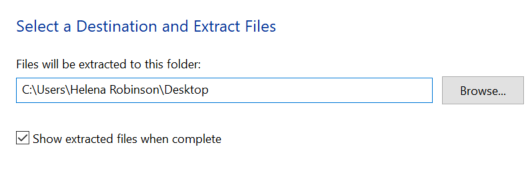 Select a Destination and Extract Files
Files will be extracted to this folder:
C:\Users\Helena Robinson\Desktop
Browse...
Show extracted files when complete